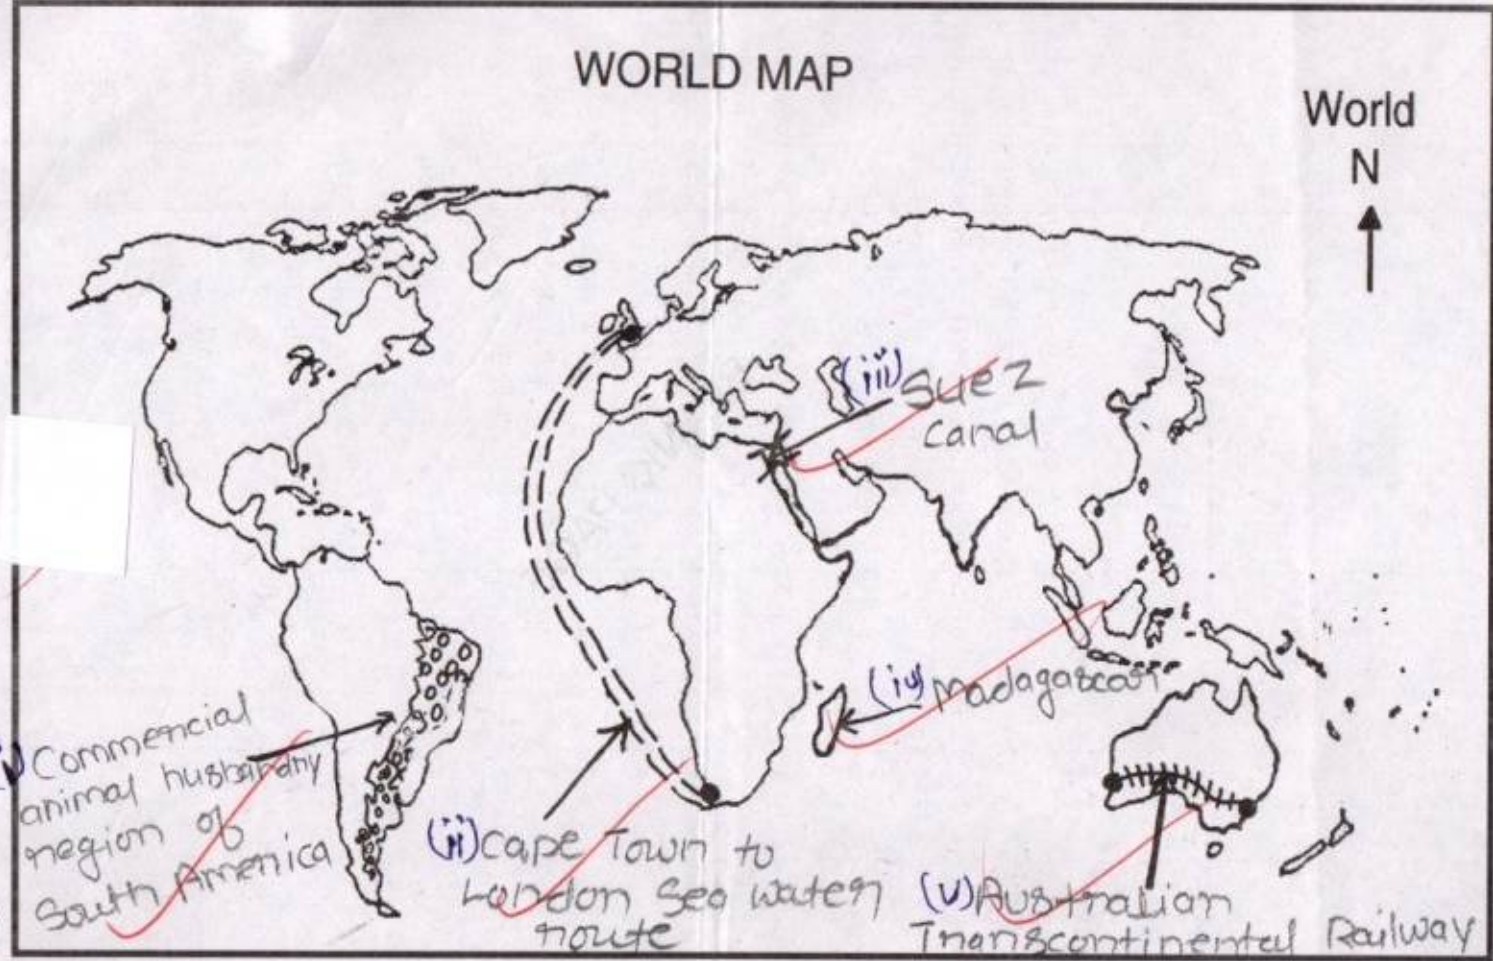 WORLD MAP
World
N
(iii) Suez
canal
(iv) Madagascar
Commercial
animal husbandry
region of
South America
(ii) Cape Town to
London Sea water
route
(v) Australian
Transcontinental Railway